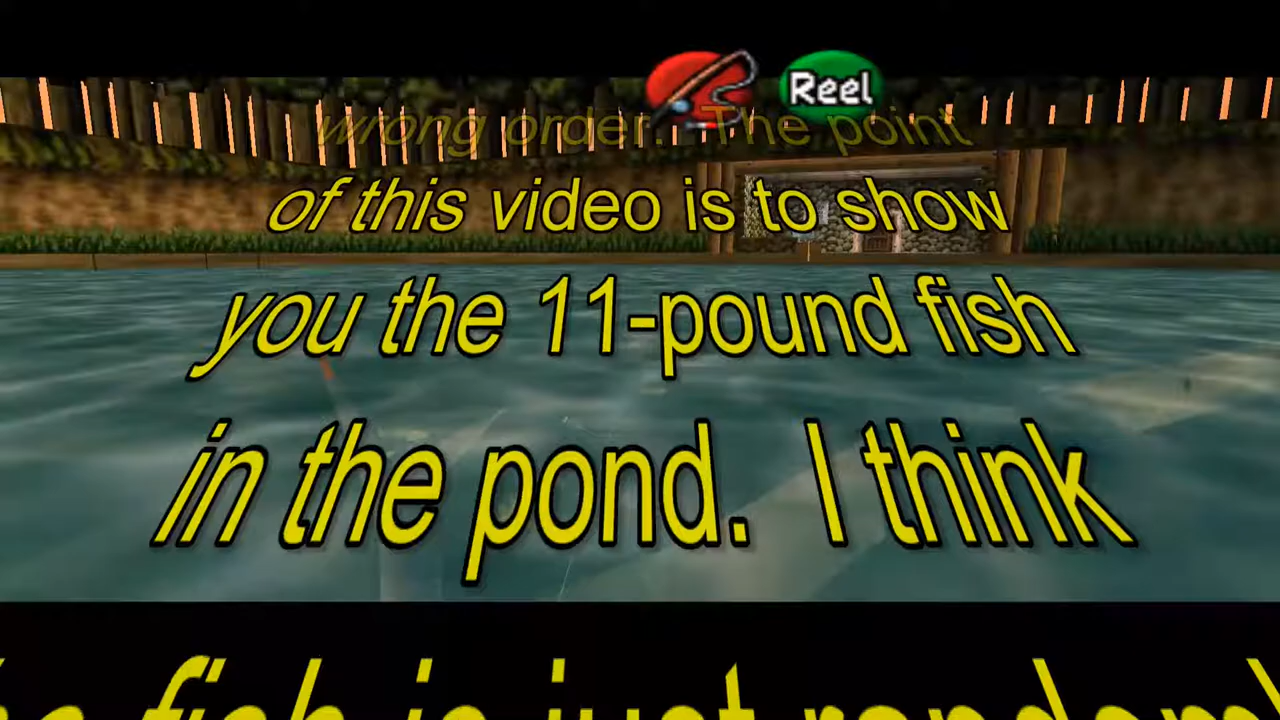 Reel
wrong order. The point
of this video is to show
you the 11-pound fish
in the pond. I think
fish is just